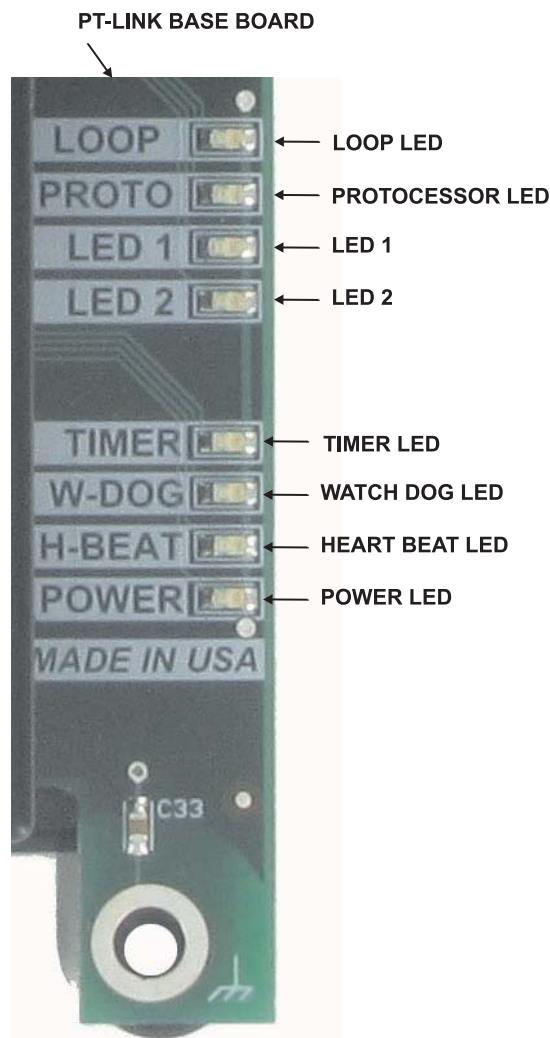 PT-LINK BASE BOARD
LOOP LOOP LED
PROTO PROTOCESSOR LED
LED 1 LED 1
LED 2 LED 2
TIMER TIMER LED
W-DOG WATCH DOG LED
H-BEAT HEART BEAT LED
POWER POWER LED
MADE IN USA
C33